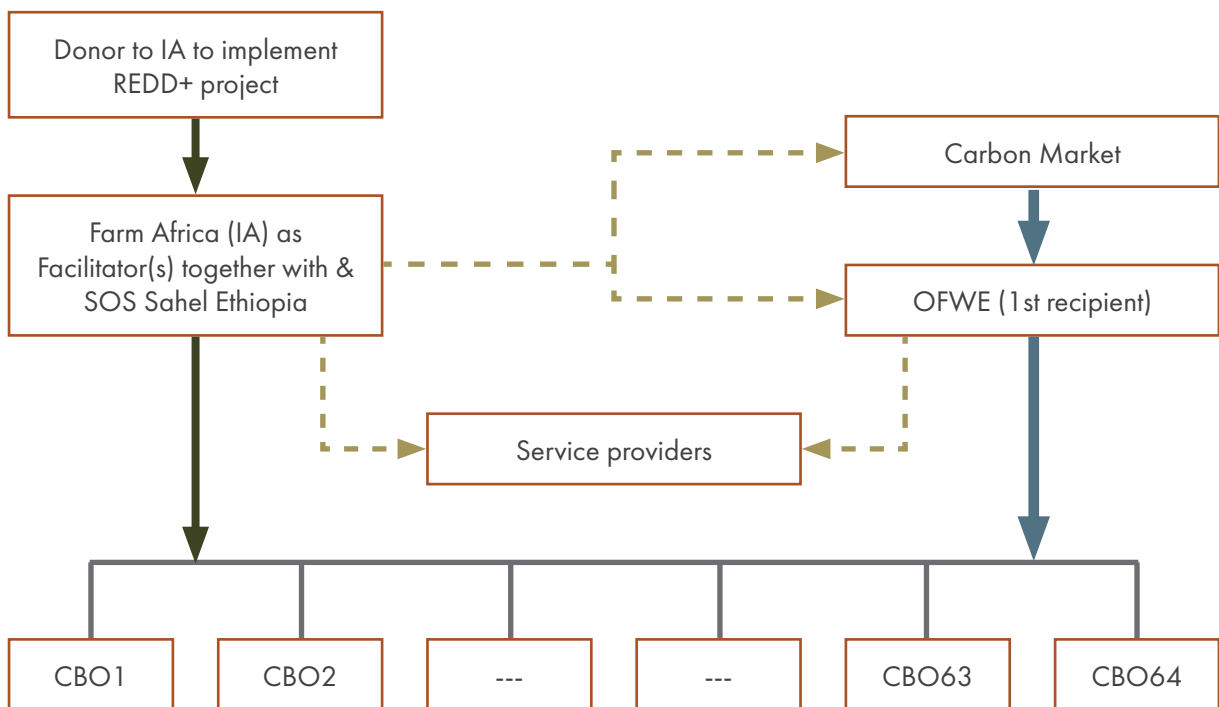 Donor to IA to implement
REDD+ project
Carbon Market
Farm Africa (IA) as
Facilitator(s) together with &
SOS Sahel Ethiopia
OFWE (1st recipient)
Service providers
CBO1
CBO2
---
---
CBO63
CBO64